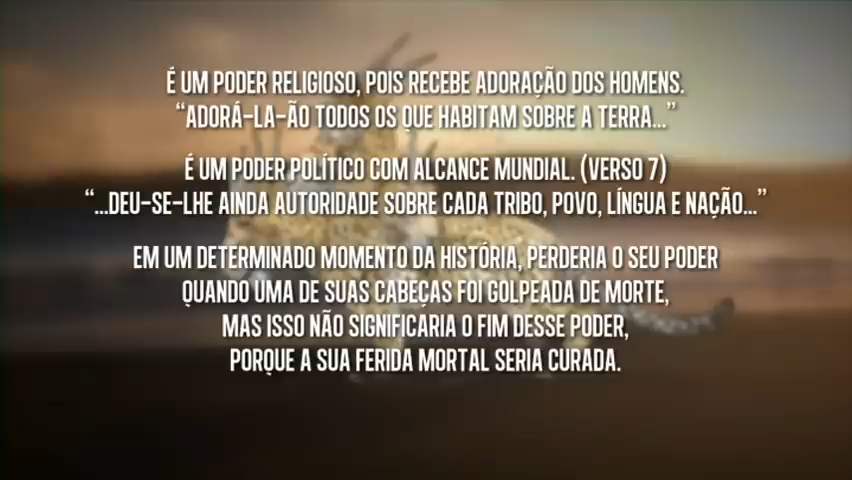 É UM PODER RELIGIOSO, POIS RECEBE ADORAÇÃO DOS HOMENS.
“ADORÁ-LA-ÃO TODOS OS QUE HABITAM SOBRE A TERRA...”
É UM PODER POLÍTICO COM ALCANCE MUNDIAL. (VERSO 7)
“...DEU-SE-LHE AINDA AUTORIDADE SOBRE CADA TRIBO, POVO, LÍNGUA E NAÇÃO...”
EM UM DETERMINADO MOMENTO DA HISTÓRIA, PERDERIA O SEU PODER
QUANDO UMA DE SUAS CABEÇAS FOI GOLPEADA DE MORTE,
MAS ISSO NÃO SIGNIFICARIA O FIM DESSE PODER,
PORQUE A SUA FERIDA MORTAL SERIA CURADA.